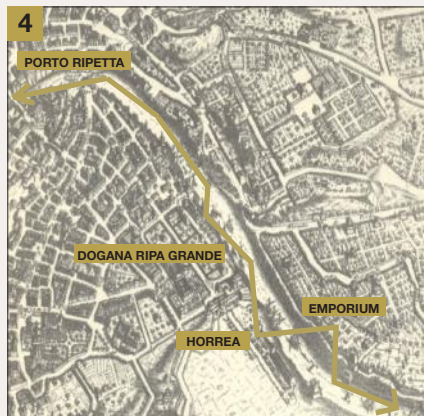 4
PORTO RIPETTA
DOGANA RIPA GRANDE
EMPORIUM
HORREA